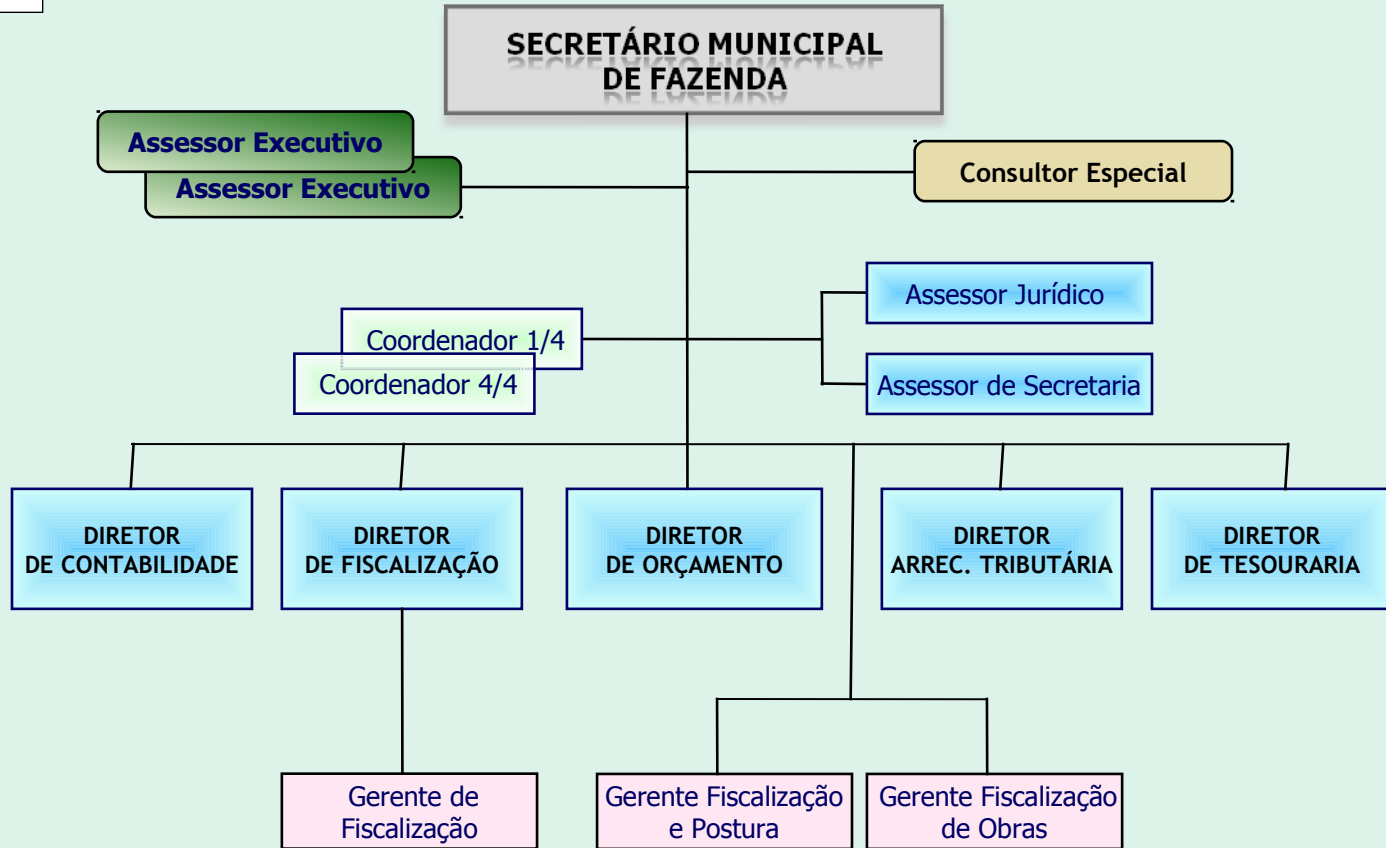 SECRETÁRIO MUNICIPAL
DE FAZENDA
Assessor Executivo
Assessor Executivo
Consultor Especial
Assessor Jurídico
Coordenador 1/4
Coordenador 4/4
Assessor de Secretaria
DIRETOR
DE CONTABILIDADE
DIRETOR
DE FISCALIZAÇÃO
DIRETOR
DE ORÇAMENTO
DIRETOR
ARREC. TRIBUTÁRIA
DIRETOR
DE TESOURARIA
Gerente de
Fiscalização
Gerente Fiscalização
e Postura
Gerente Fiscalização
de Obras